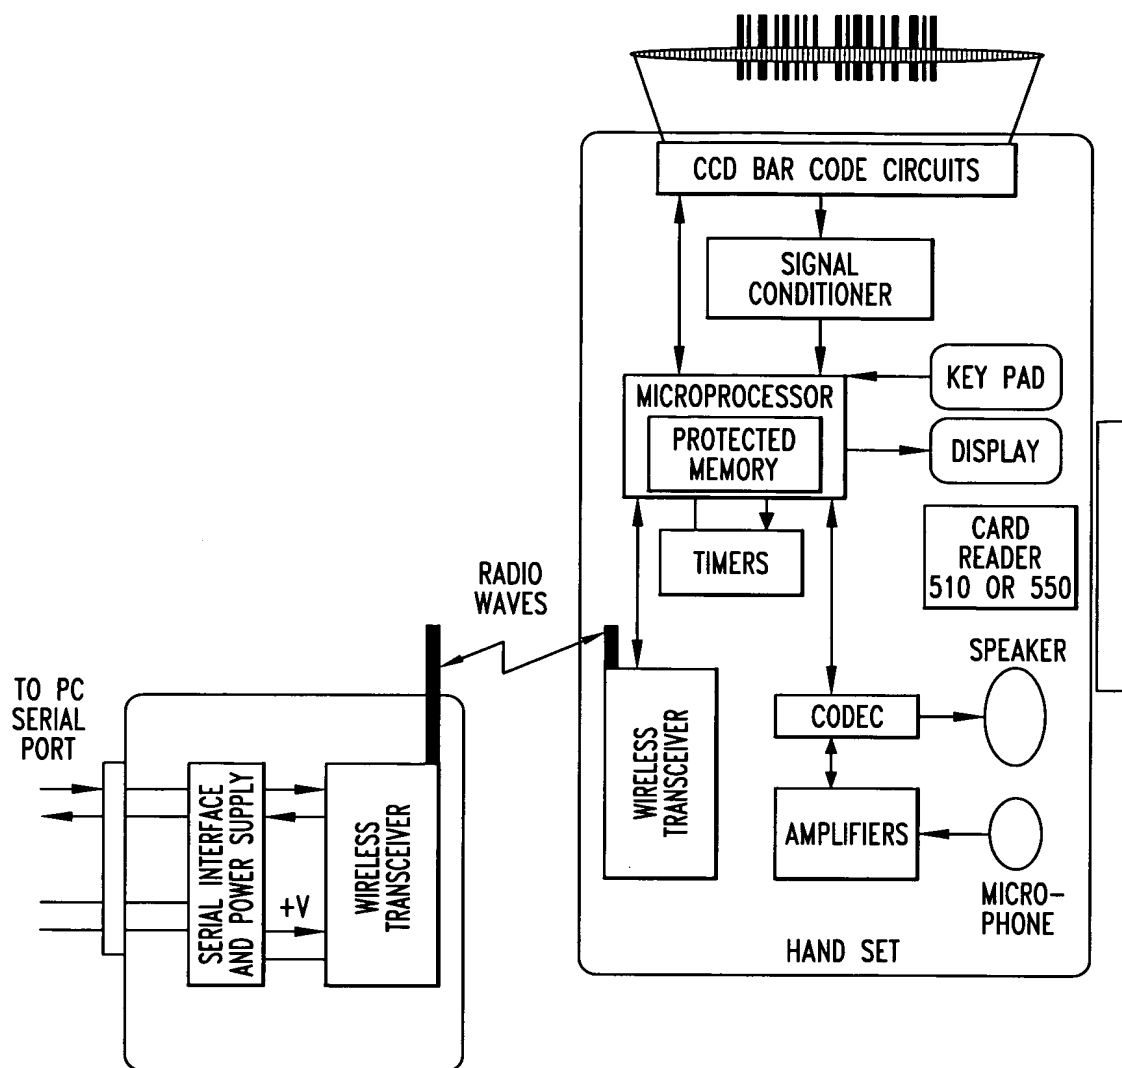 CCD BAR CODE CIRCUITS
SIGNAL
CONDITIONER
KEY PAD
MICROPROCESSOR
PROTECTED
MEMORY
DISPLAY
CARD
READER
510 OR 550
TIMERS
RADIO
WAVES
SPEAKER
TO PC
SERIAL
PORT
CODEC
WIRELESS
TRANSCEIVER
SERIAL INTERFACE
AND POWER SUPPLY
+V
WIRELESS
TRANSCEIVER
AMPLIFIERS
MICRO-
PHONE
HAND SET